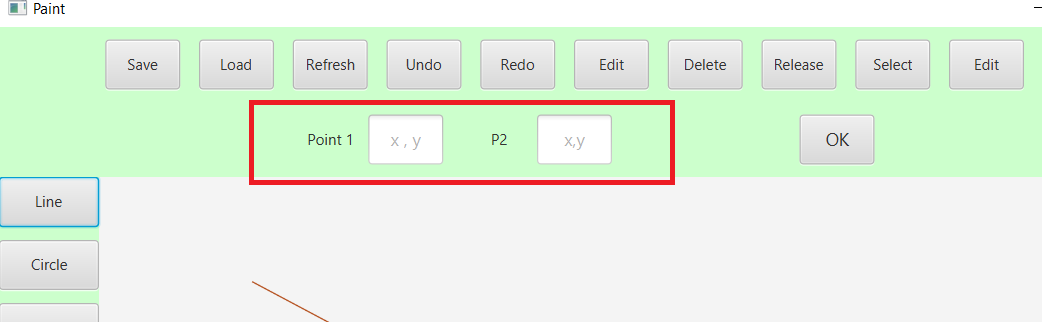 Paint
Save Load Refresh Undo Redo Edit Delete Release Select Edit
Point 1 x , y P2 x,y OK
Line
Circle